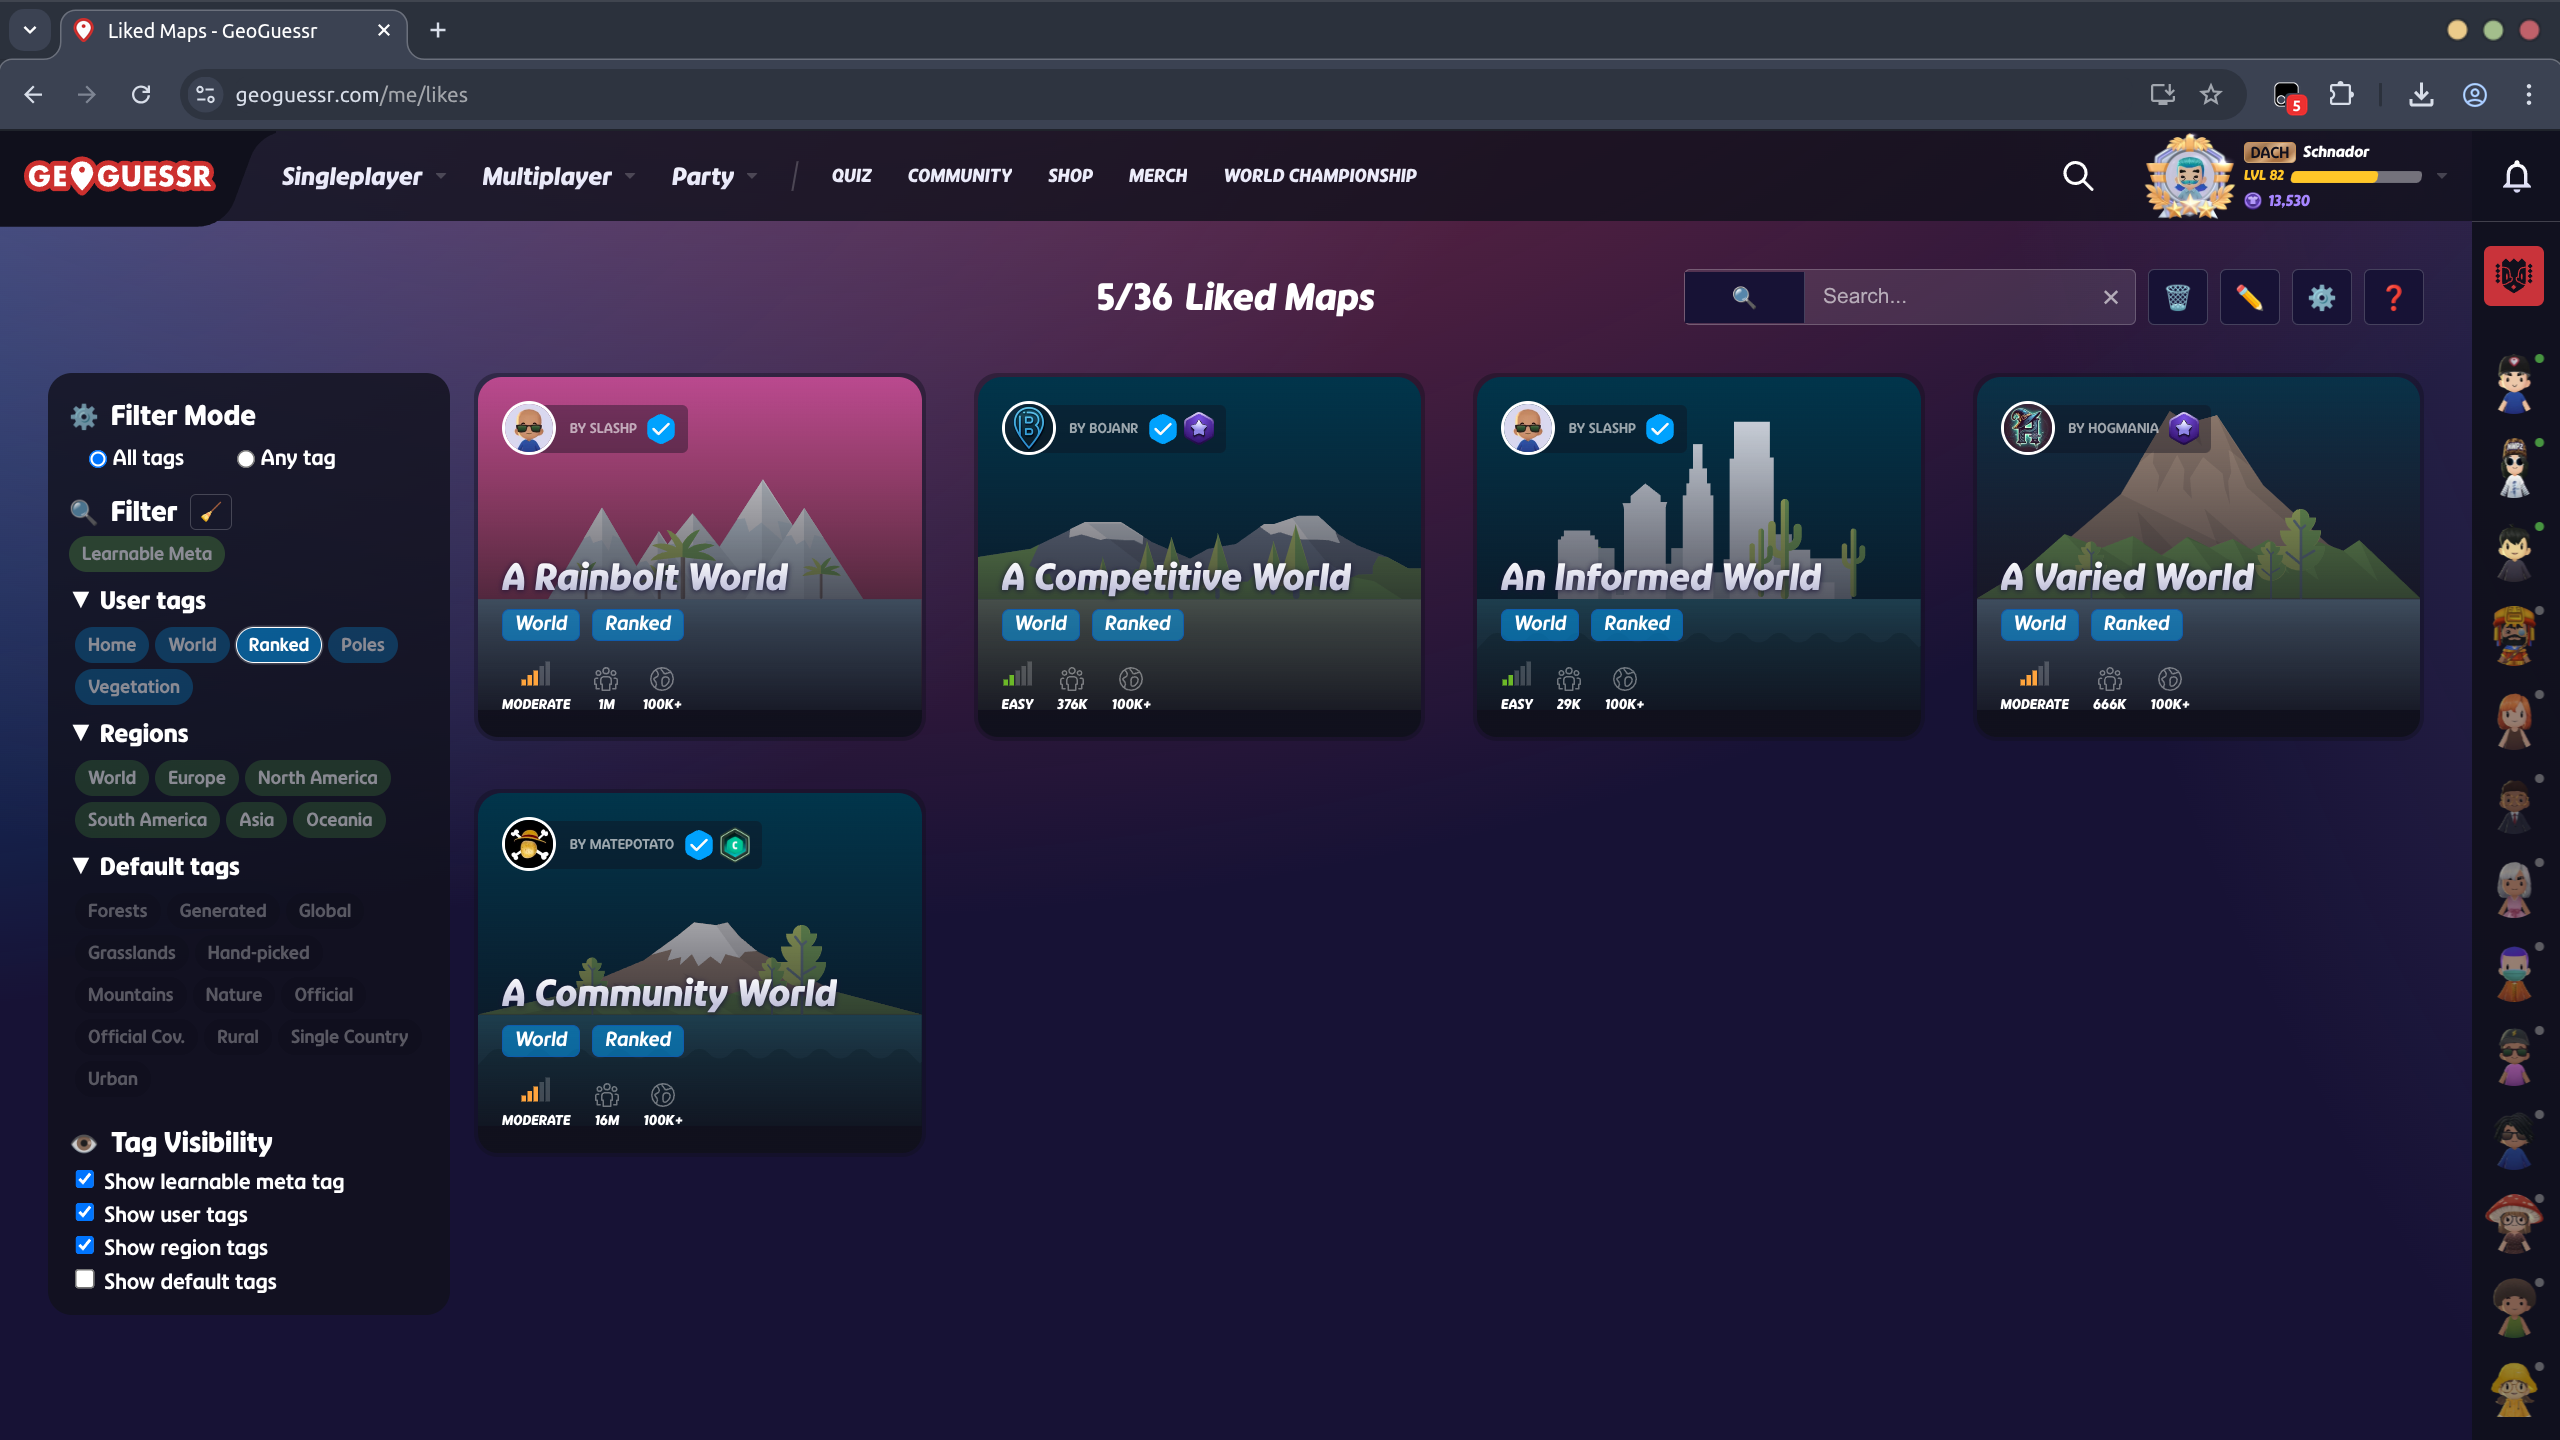 Liked Maps - GeoGuessr
geoguessr.com/me/likes
5
GEOGUESSR
Singleplayer
Multiplayer
Party
QUIZ
COMMUNITY
SHOP
MERCH
WORLD CHAMPIONSHIP
DACH Schnador
LVL 82
13,530
5/36 Liked Maps
Search...
Filter Mode
All tags Any tag
Filter
Learnable Meta
User tags
Home World Ranked Poles
Vegetation
Regions
World Europe North America
South America Asia Oceania
Default tags
Forests Generated Global
Grasslands Hand-picked
Mountains Nature Official
Official Cov. Rural Single Country
Urban
Tag Visibility
Show learnable meta tag
Show user tags
Show region tags
Show default tags
BY SLASHP
A Rainbolt World
World Ranked
MODERATE 1M 100K+
BY BOJANR
A Competitive World
World Ranked
EASY 376K 100K+
BY SLASHP
An Informed World
World Ranked
EASY 29K 100K+
BY HOGMANIA
A Varied World
World Ranked
MODERATE 666K 100K+
BY MATEPOTATO
A Community World
World Ranked
MODERATE 16M 100K+